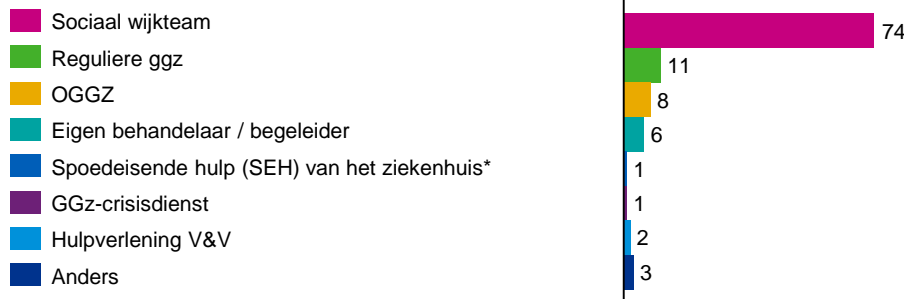 Sociaal wijkteam 74
Reguliere ggz 11
OGGZ 8
Eigen behandelaar / begeleider 6
Spoedeisende hulp (SEH) van het ziekenhuis* 1
GGz-crisisdienst 1
Hulpverlening V&V 2
Anders 3